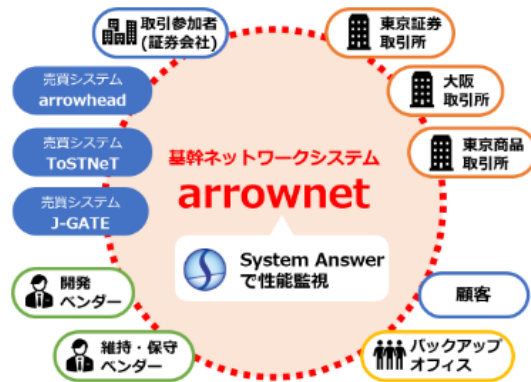 取引参加者
(証券会社)
東京証券
取引所
売買システム
arrowhead
大阪
取引所
売買システム
ToSTNeT
東京商品
取引所
基幹ネットワークシステム
arrownet
売買システム
J-GATE
System Answer
で性能監視
開発
ベンダー
顧客
維持・保守
ベンダー
バックアップ
オフィス